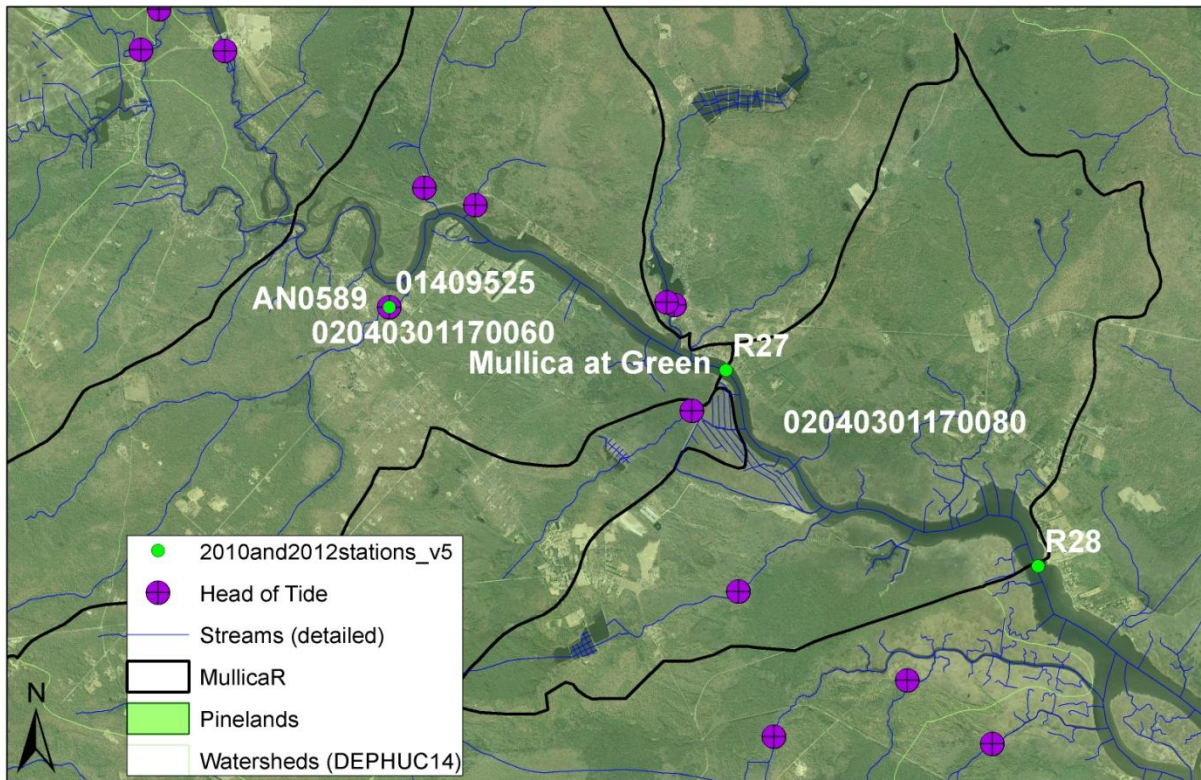 01409525
AN0589
02040301170060
R27
Mullica at Green
02040301170080
R28
2010and2012stations_v5
Head of Tide
Streams (detailed)
MullicaR
Pinelands
Watersheds (DEPHUC14)
N